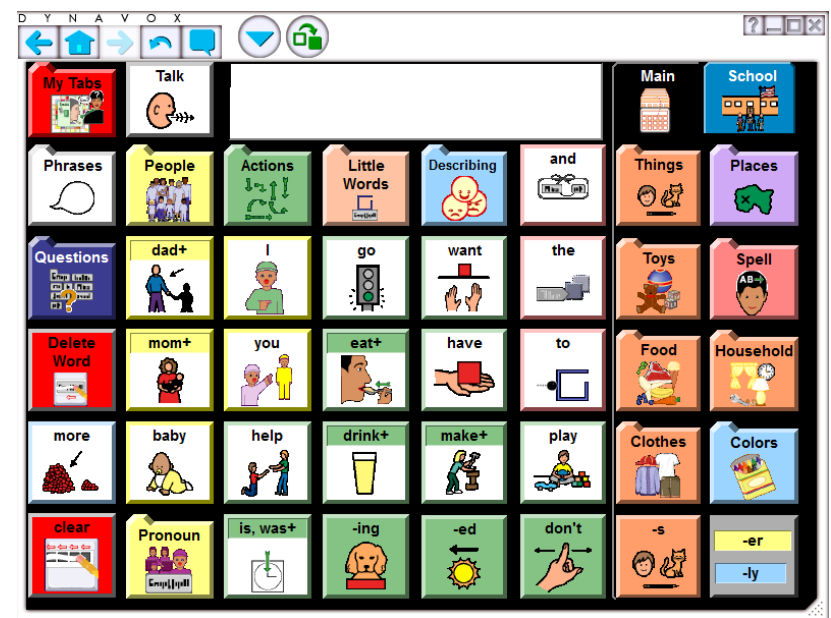 D Y N A V O X
My Tabs
Talk
Main
School
Phrases
People
Actions
Little
Words
Describing
and
Things
Places
Questions
dad+
I
go
want
the
Toys
Spell
AB→
Delete
Word
mom+
you
eat+
have
to
Food
Household
more
baby
help
drink+
make+
play
Clothes
Colors
clear
Pronoun
is, was+
-ing
-ed
don't
-s
-er
-ly